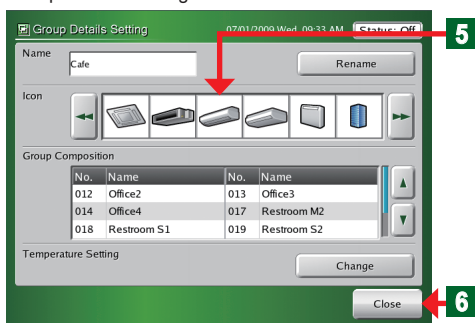 Group Details Setting 07/01/2009 Wed 09:33 AM Status: Off
5
Name
Cafe
Rename
Icon
Group Composition
No. Name No. Name
012 Office2 013 Office3
014 Office4 017 Restroom M2
018 Restroom S1 019 Restroom S2
Temperature Setting
Change
Close
6